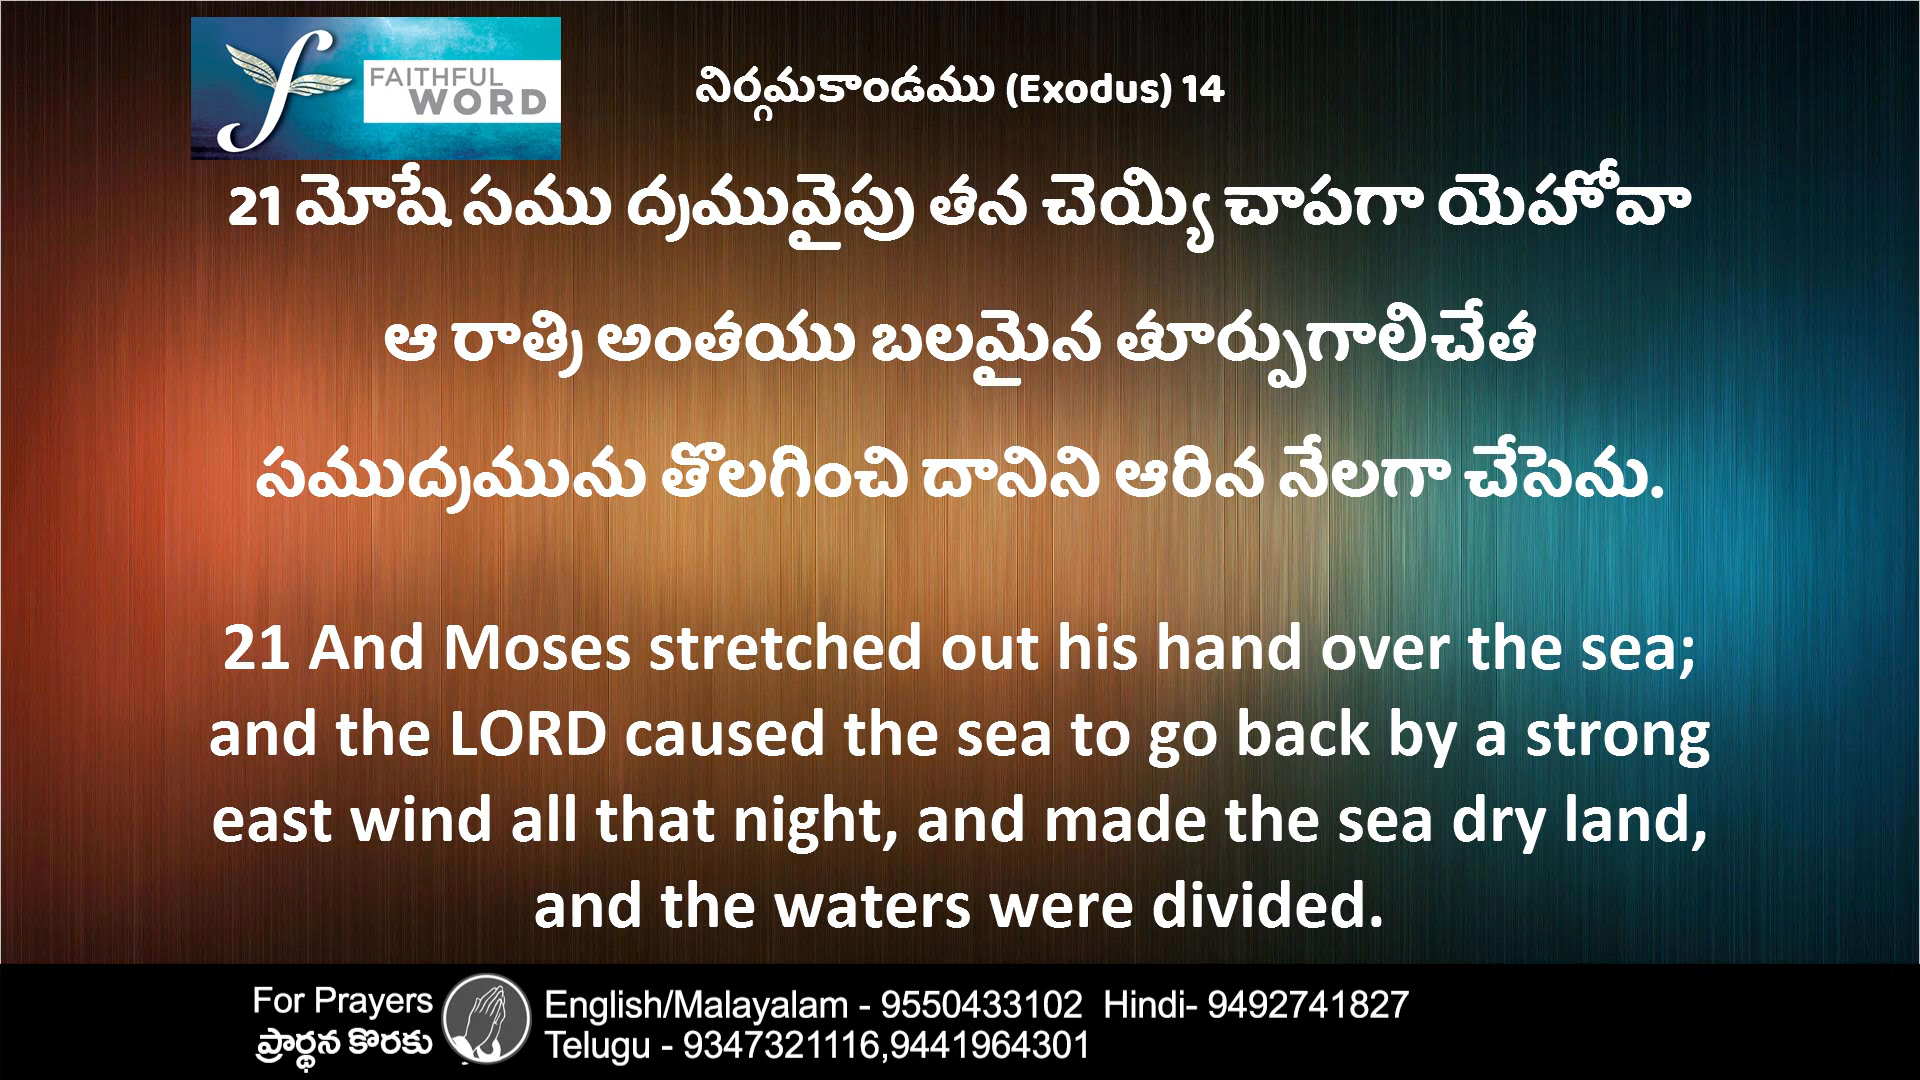 FAITHFUL
WORD
నిర్గమకాండము (Exodus) 14
21 మోషే సము ద్రమువైపు తన చెయ్యి చాపగా యెహోవా
ఆ రాత్రి అంతయు బలమైన తూర్పుగాలిచేత
సముద్రమును తొలగించి దానిని ఆరిన నేలగా చేసెను.
21 And Moses stretched out his hand over the sea;
and the LORD caused the sea to go back by a strong
east wind all that night, and made the sea dry land,
and the waters were divided.
For Prayers
ప్రార్థన కొరకు
English/Malayalam - 9550433102 Hindi- 9492741827
Telugu - 9347321116,9441964301